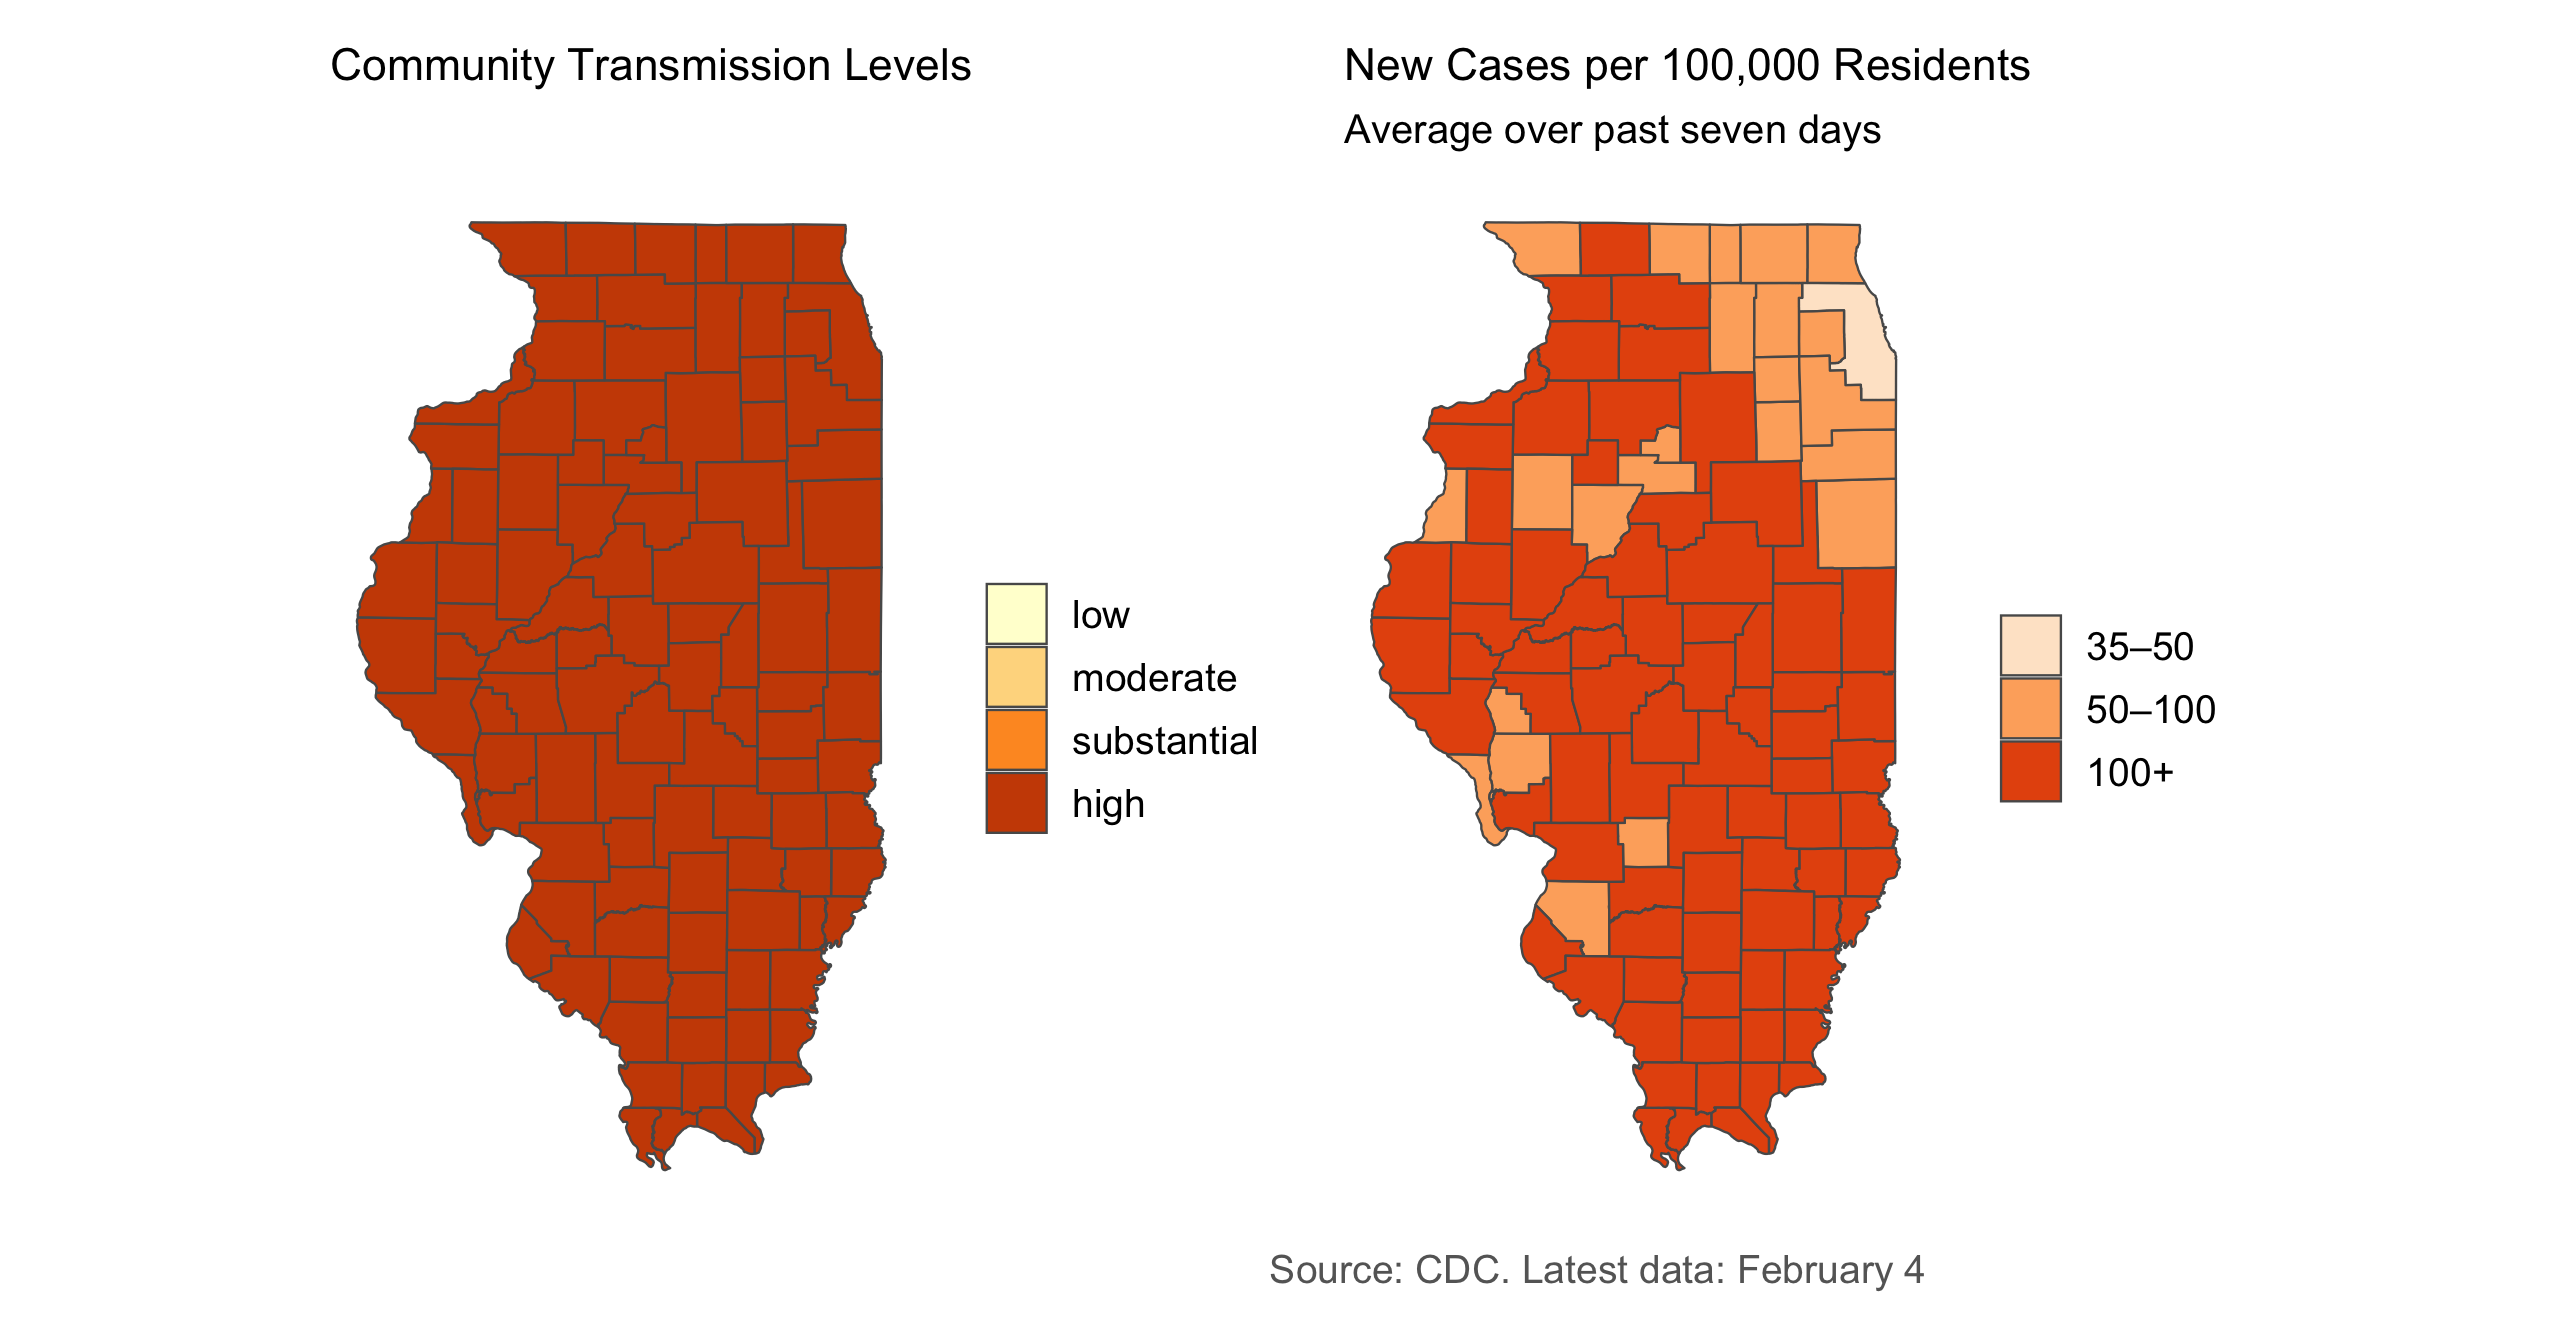 Community Transmission Levels
low
moderate
substantial
high
New Cases per 100,000 Residents
Average over past seven days
35–50
50–100
100+
Source: CDC. Latest data: February 4